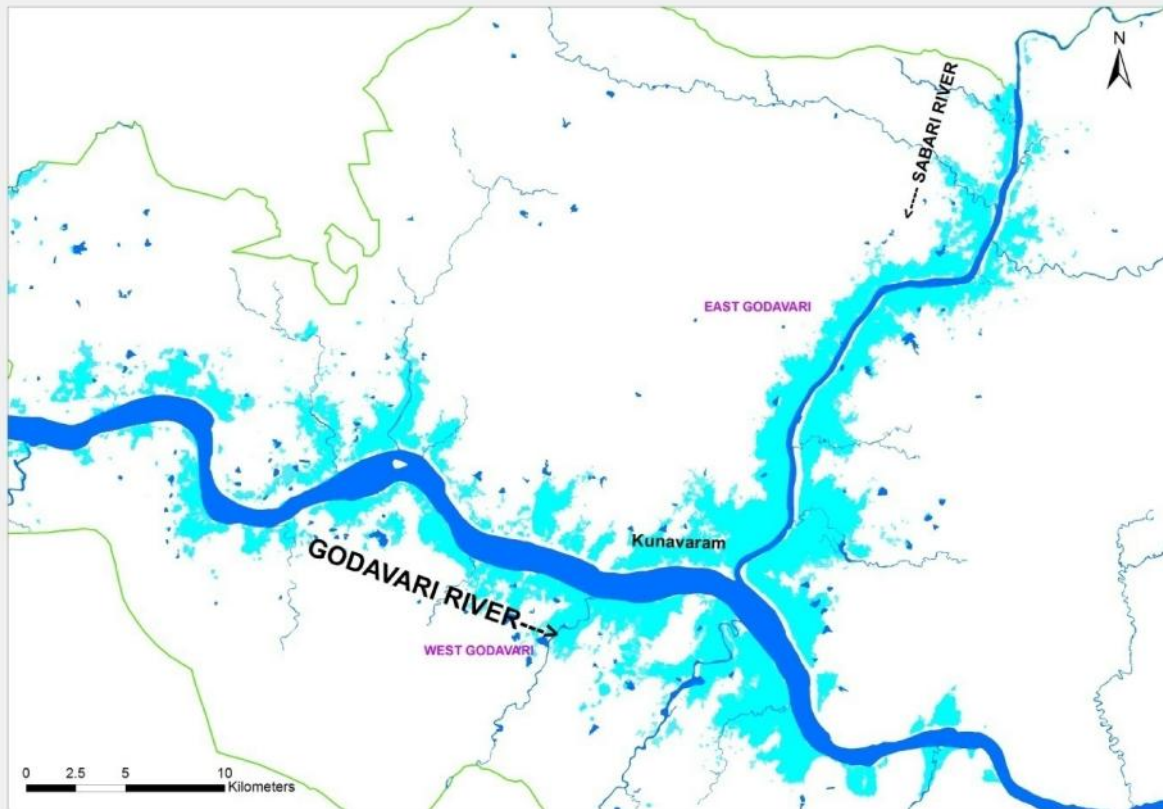 N
<---- SABARI RIVER
EAST GODAVARI
Kunavaram
GODAVARI RIVER--->
WEST GODAVARI
0 2.5 5 10
Kilometers